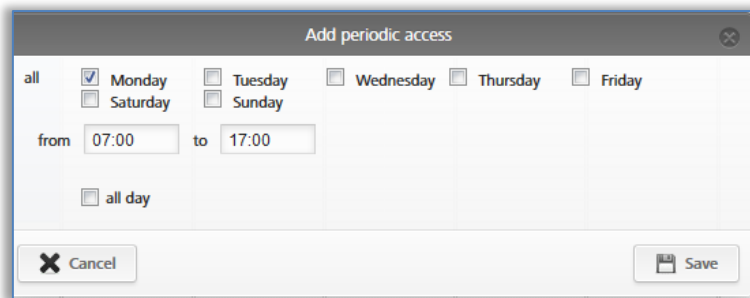 Add periodic access
all Monday Tuesday Wednesday Thursday Friday
Saturday Sunday
from 07:00 to 17:00
all day
Cancel Save